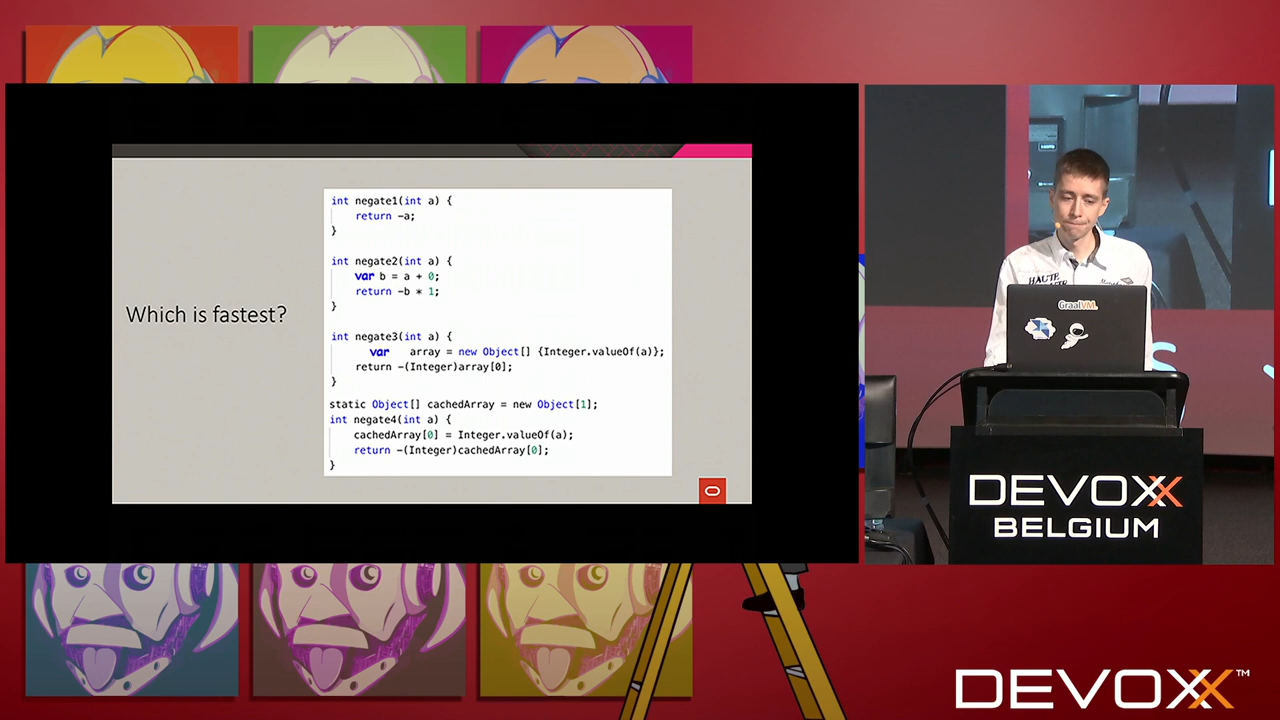 Which is fastest?
int negate1(int a) {
return -a;
}
int negate2(int a) {
var b = a + 0;
return -b * 1;
}
int negate3(int a) {
var array = new Object[] {Integer.valueOf(a)};
return -(Integer)array[0];
}
static Object[] cachedArray = new Object[1];
int negate4(int a) {
cachedArray[0] = Integer.valueOf(a);
return -(Integer)cachedArray[0];
}
HAUTE
GraalVM.
DEVOXX
BELGIUM
DEVOXX™